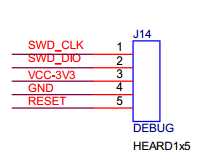 J14
SWD_CLK 1
SWD_DIO 2
VCC-3V3 3
GND 4
RESET 5
DEBUG
HEARD1x5